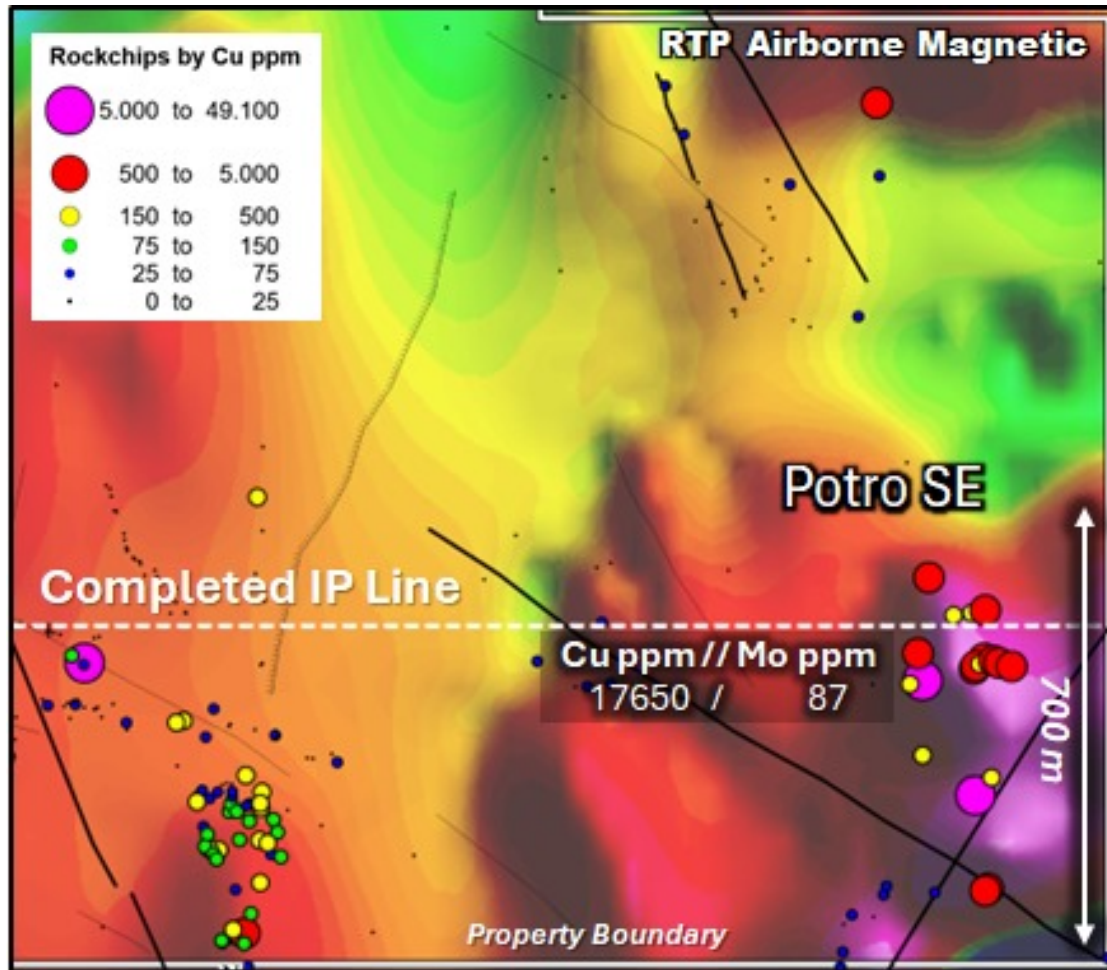 RTP Airborne Magnetic
Rockchips by Cu ppm
5.000 to 49.100
500 to 5.000
150 to 500
75 to 150
25 to 75
0 to 25
Potro SE
Completed IP Line
Cu ppm // Mo ppm
17650 / 87
700 m
Property Boundary